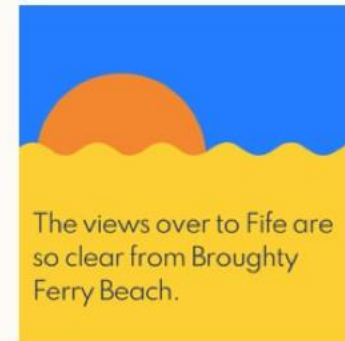 The views over to Fife are
so clear from Broughty
Ferry Beach.